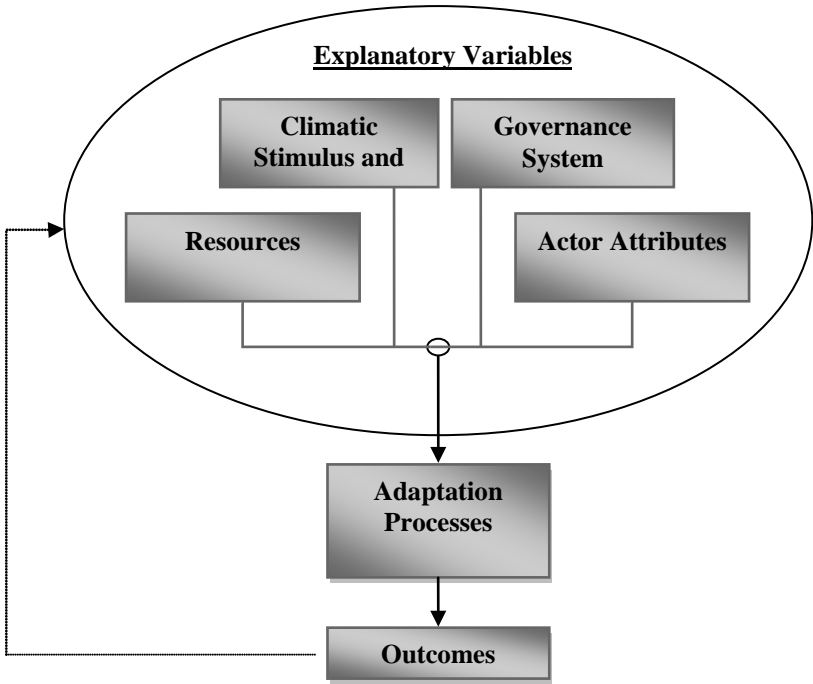 Explanatory Variables
Climatic
Stimulus and
Governance
System
Resources
Actor Attributes
Adaptation
Processes
Outcomes